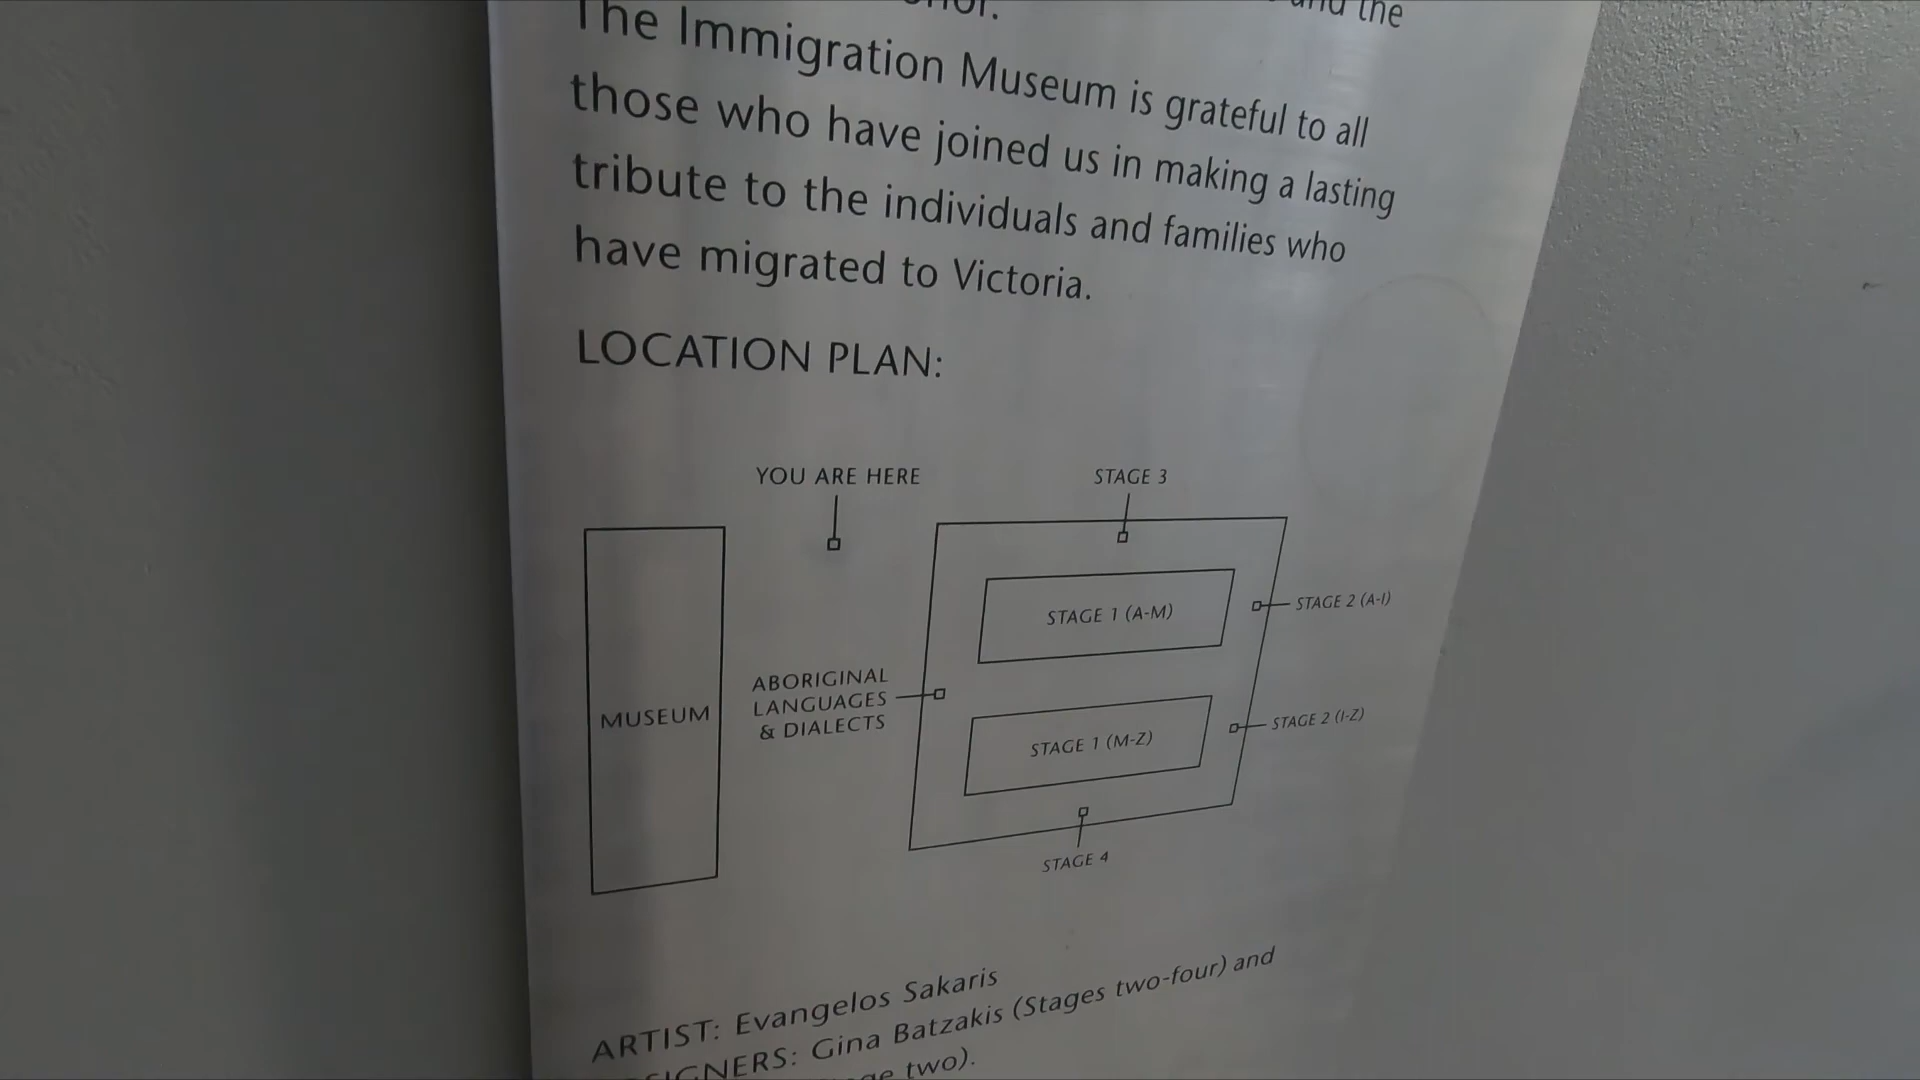 and the
The Immigration Museum is grateful to all
those who have joined us in making a lasting
tribute to the individuals and families who
have migrated to Victoria.
LOCATION PLAN:
YOU ARE HERE
STAGE 3
STAGE 2 (A-I)
STAGE 1 (A-M)
ABORIGINAL
LANGUAGES
& DIALECTS
MUSEUM
STAGE 2 (I-Z)
STAGE 1 (M-Z)
STAGE 4
ARTIST: Evangelos Sakaris
Gina Batzakis (Stages two-four) and
two).